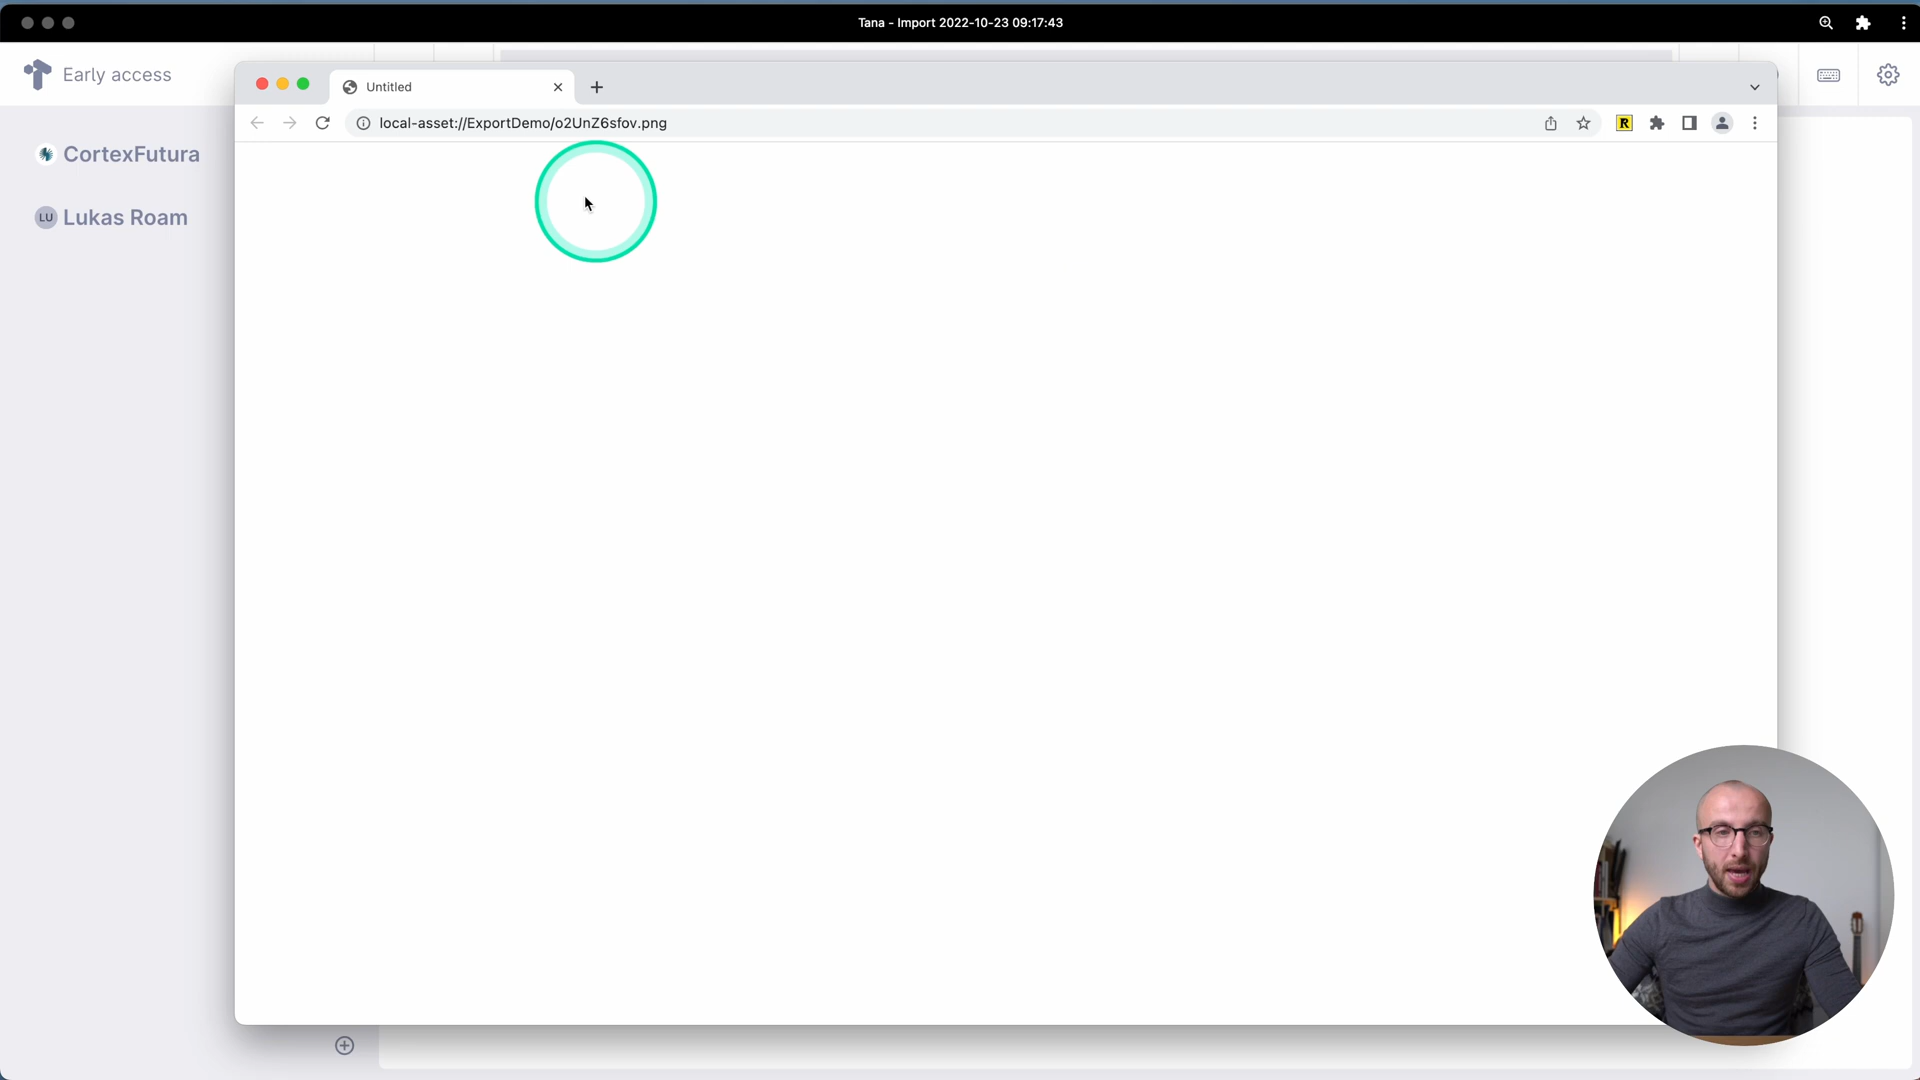 Tana - Import 2022-10-23 09:17:43
Early access
Untitled
local-asset://ExportDemo/o2UnZ6sfov.png
R
CortexFutura
LU Lukas Roam